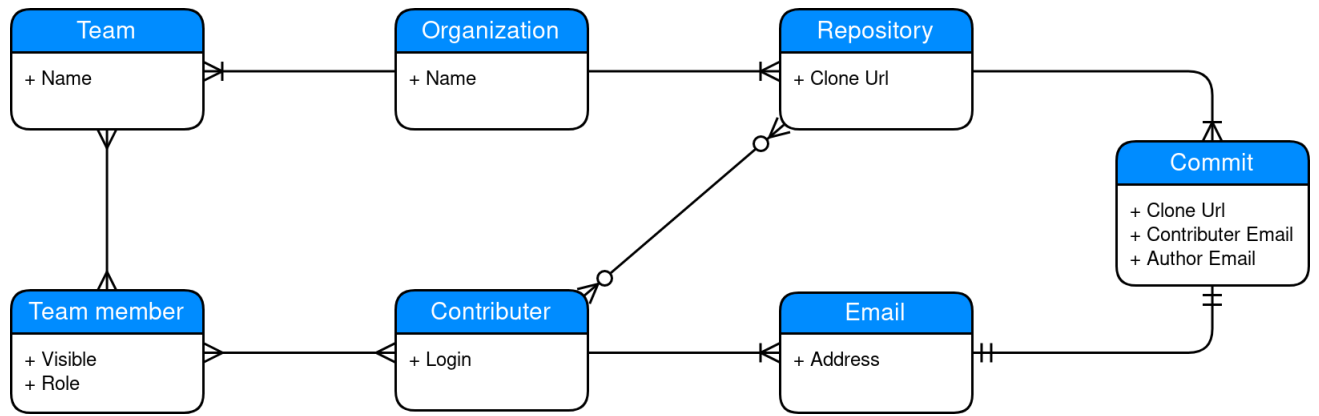 Team
+ Name
Organization
+ Name
Repository
+ Clone Url
Commit
+ Clone Url
+ Contributer Email
+ Author Email
Team member
+ Visible
+ Role
Contributer
+ Login
Email
+ Address